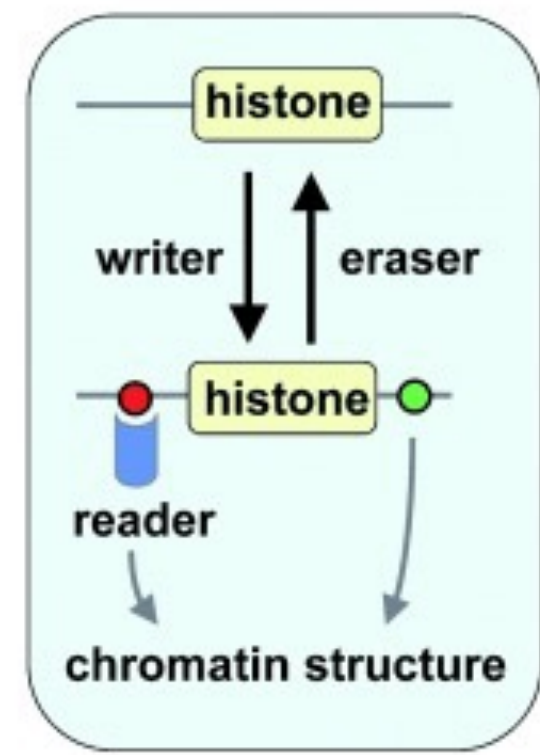 histone
writer eraser
histone
reader
chromatin structure